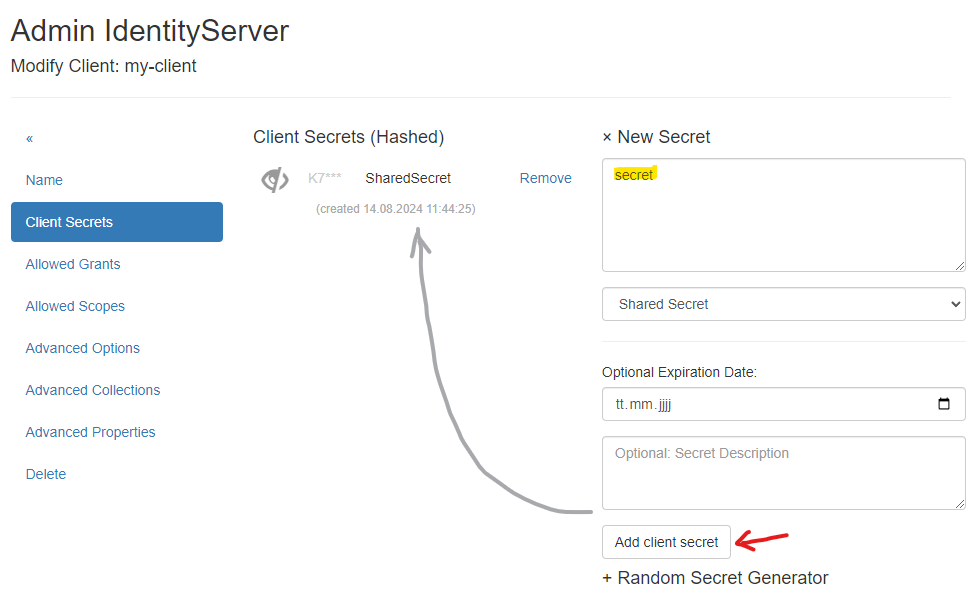 Admin IdentityServer
Modify Client: my-client
«
Name
Client Secrets
Allowed Grants
Allowed Scopes
Advanced Options
Advanced Collections
Advanced Properties
Delete
Client Secrets (Hashed)
K7*** SharedSecret Remove
(created 14.08.2024 11:44:25)
× New Secret
secret
Shared Secret
Optional Expiration Date:
tt.mm.jjjj
Optional: Secret Description
Add client secret
+ Random Secret Generator